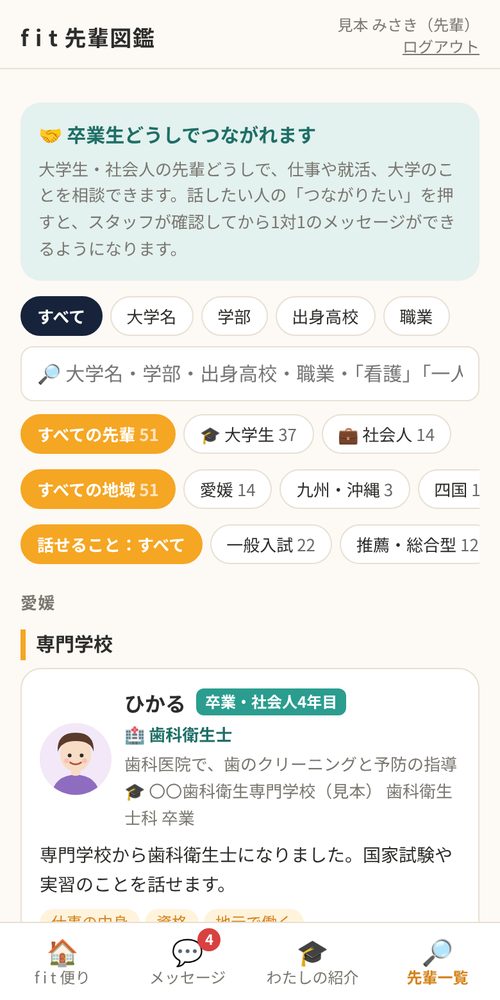 fit 先輩図鑑
見本 みさき（先輩）
ログアウト
🤝 卒業生どうしでつながれます
大学生・社会人の先輩どうしで、仕事や就活、大学のこ
とを相談できます。話したい人の「つながりたい」を押
すと、スタッフが確認してから1対1のメッセージができ
るようになります。
すべて 大学名 学部 出身高校 職業
🔎 大学名・学部・出身高校・職業・「看護」「一人
すべての先輩 51 🎓 大学生 37 💼 社会人 14
すべての地域 51 愛媛 14 九州・沖縄 3 四国 1
話せること：すべて 一般入試 22 推薦・総合型 12
愛媛
専門学校
ひかる 卒業・社会人4年目
🏥 歯科衛生士
歯科医院で、歯のクリーニングと予防の指導
🎓 〇〇歯科衛生専門学校（見本） 歯科衛生
士科 卒業
専門学校から歯科衛生士になりました。国家試験や
実習のことを話せます。
仕事の中身 資格 地元で働く
4
fit便り メッセージ わたしの紹介 先輩一覧